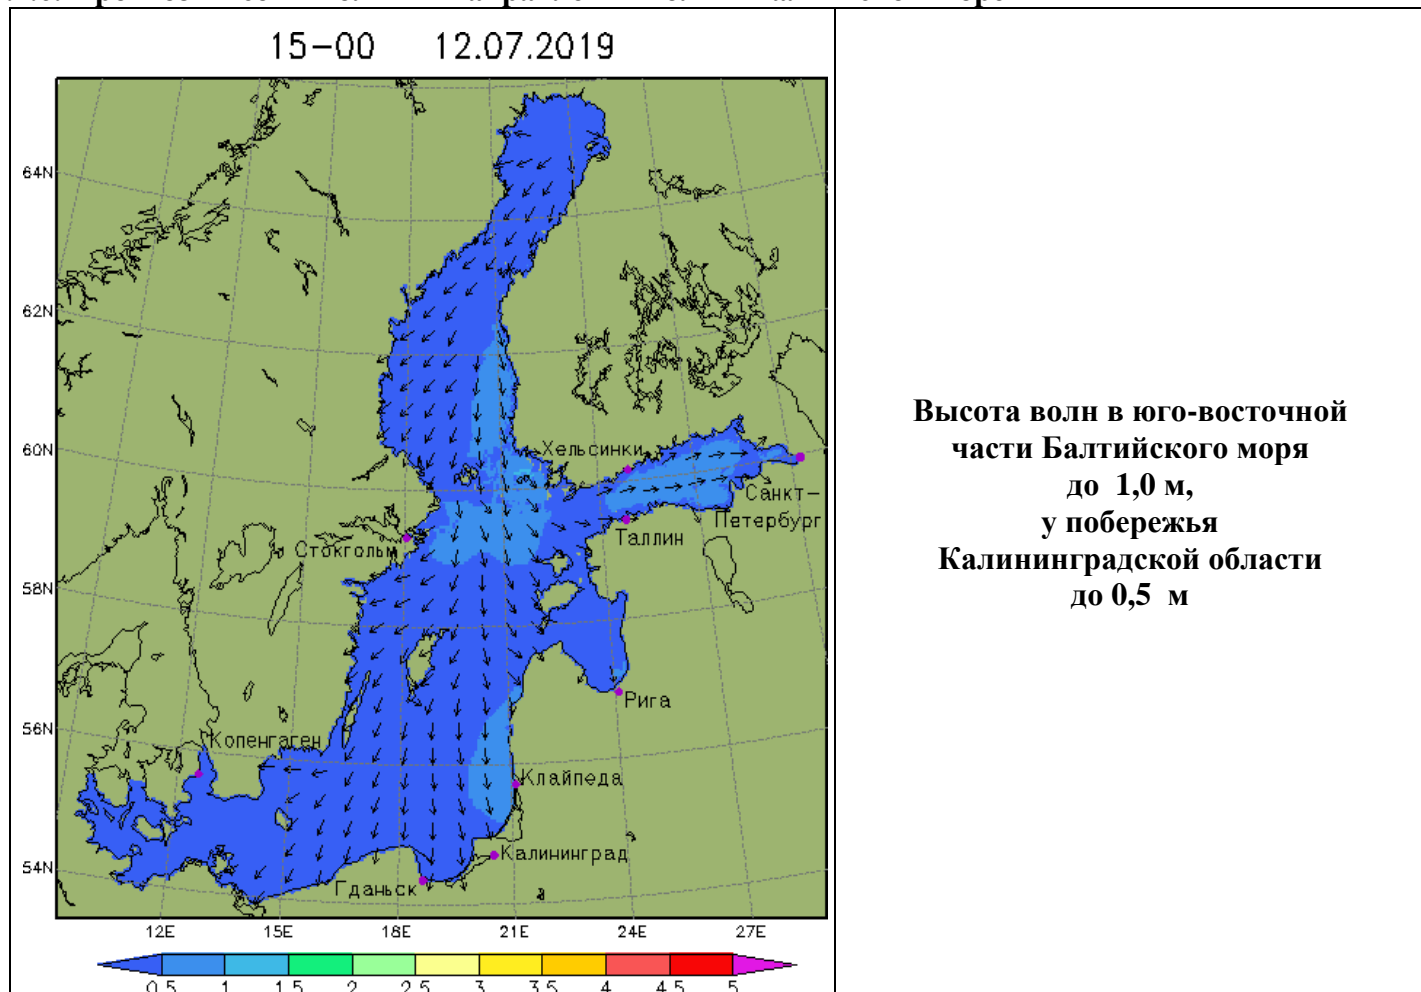 15-00 12.07.2019
64N
62N
60N
58N
56N
54N
Хельсинки
Санкт-
Петербург
Таллин
Стокгольм
Рига
Копенгаген
Клайпеда
Калининград
Гданьск
12E 15E 18E 21E 24E 27E
0.5 1 1.5 2 2.5 3 3.5 4 4.5 5
Высота волн в юго-восточной
части Балтийского моря
до 1,0 м,
у побережья
Калининградской области
до 0,5 м